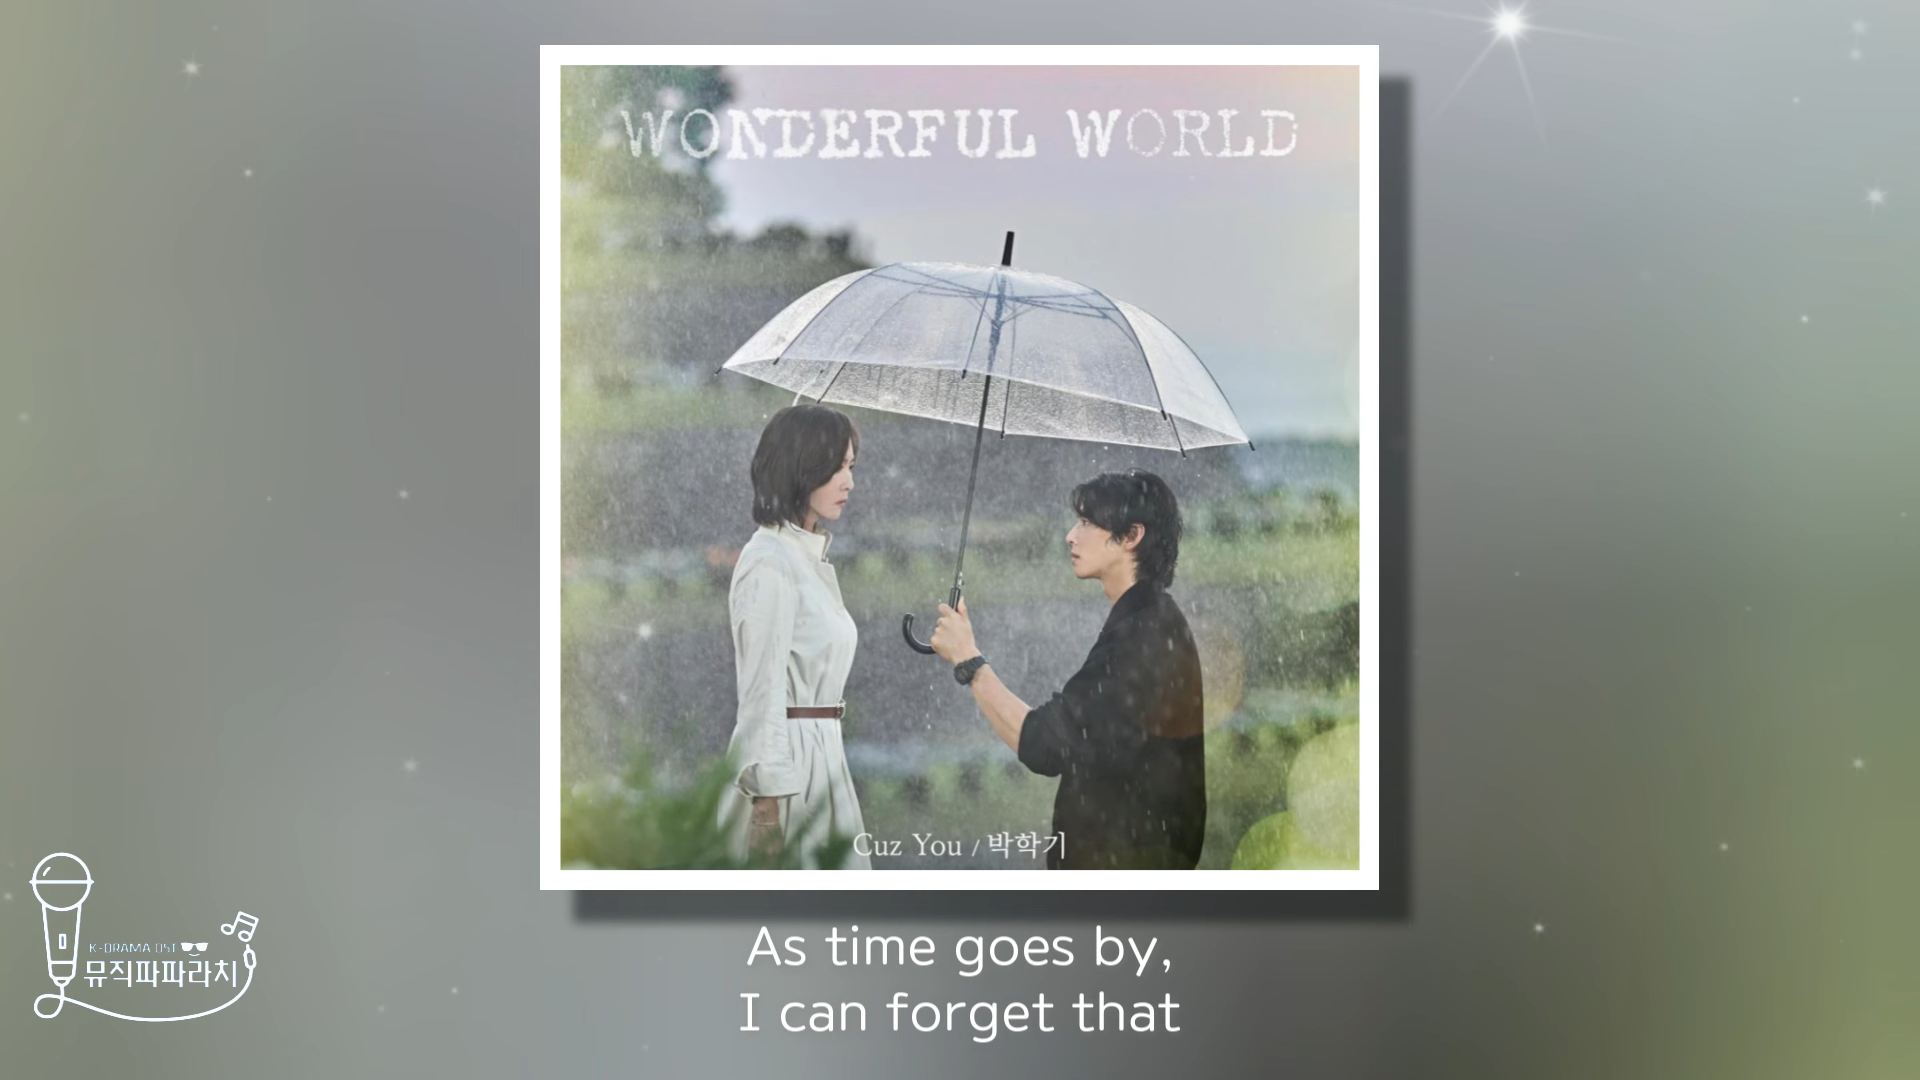 WONDERFUL WORLD
Cuz You / 박학기
K-DRAMA OST
뮤직파파라치
As time goes by,
I can forget that